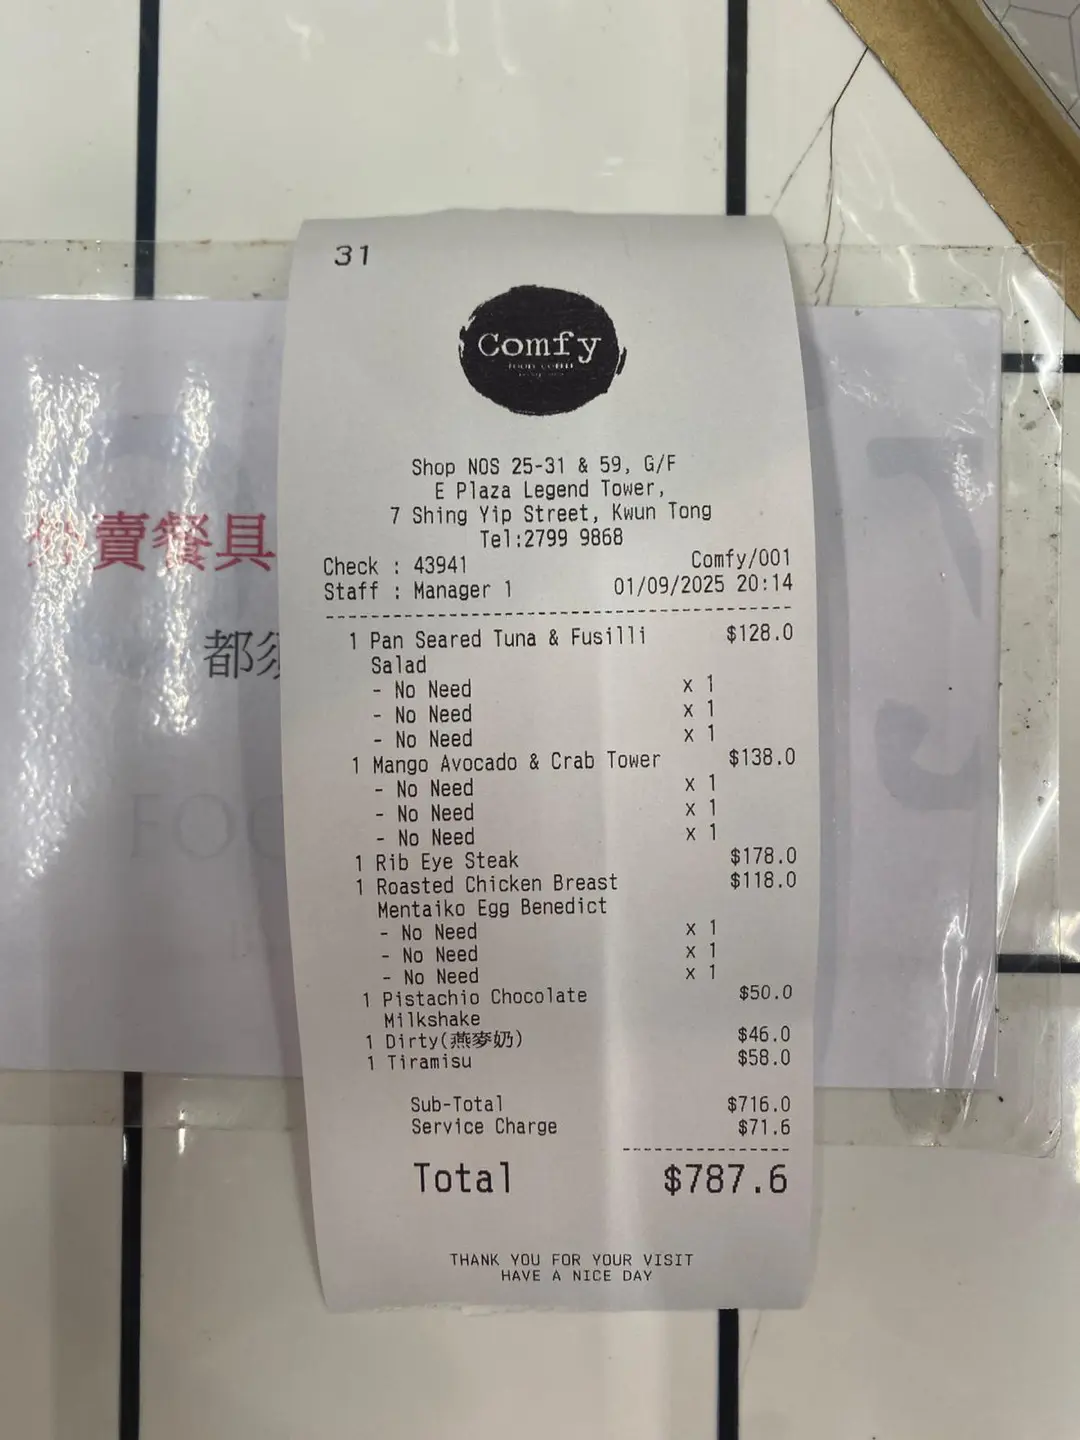 31
Comfy
Shop NOS 25-31 & 59, G/F
E Plaza Legend Tower,
7 Shing Yip Street, Kwun Tong
Tel:2799 9868
Check : 43941 Comfy/001
Staff : Manager 1 01/09/2025 20:14
1 Pan Seared Tuna & Fusilli $128.0
Salad
- No Need x 1
- No Need x 1
- No Need x 1
1 Mango Avocado & Crab Tower $138.0
- No Need x 1
- No Need x 1
- No Need x 1
1 Rib Eye Steak $178.0
1 Roasted Chicken Breast $118.0
Mentaiko Egg Benedict
- No Need x 1
- No Need x 1
- No Need x 1
1 Pistachio Chocolate $50.0
Milkshake
1 Dirty(燕麥奶) $46.0
1 Tiramisu $58.0
Sub-Total $716.0
Service Charge $71.6
Total $787.6
THANK YOU FOR YOUR VISIT
HAVE A NICE DAY
賣餐具
都須